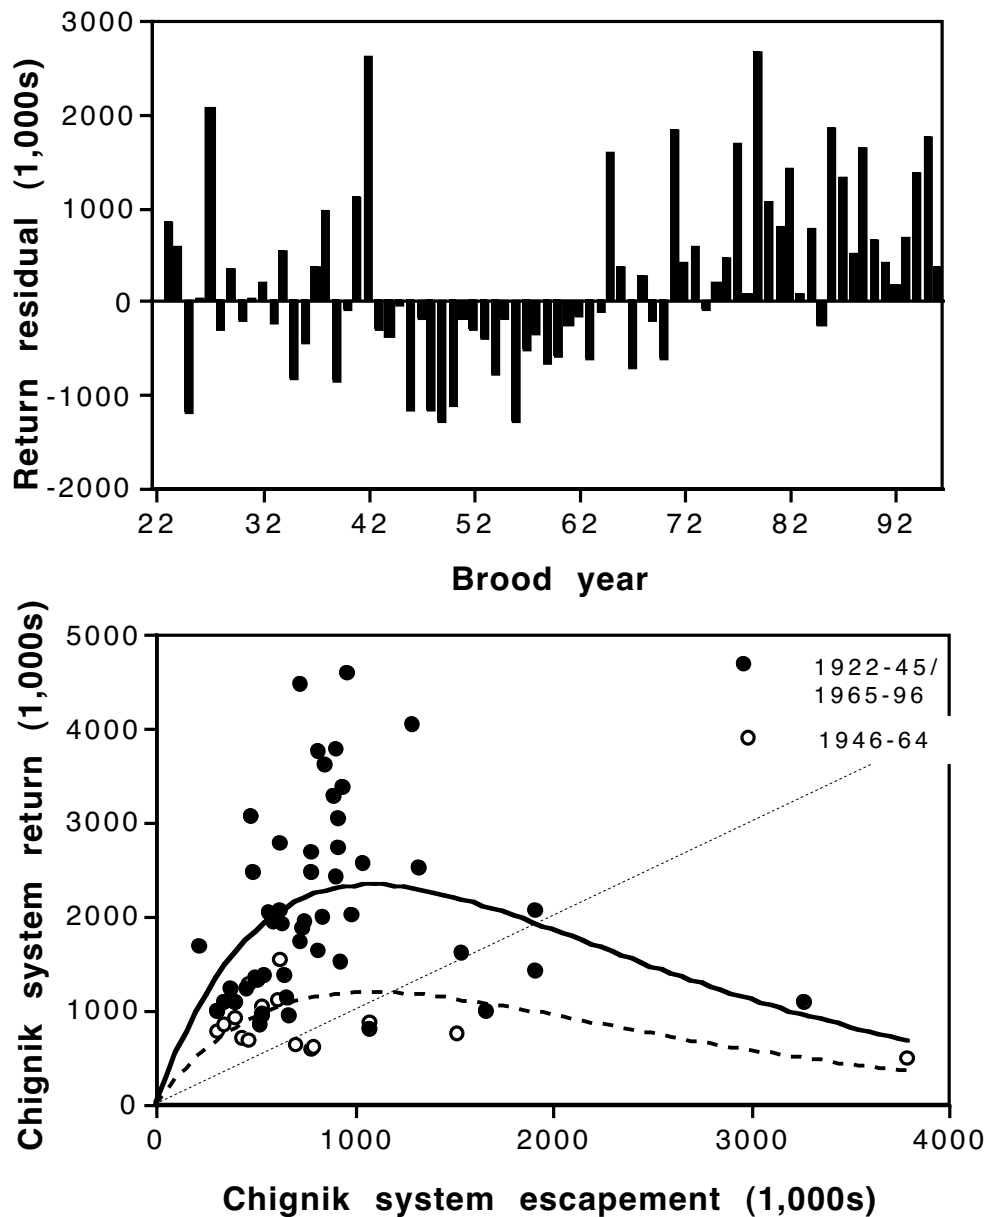 3000
2000
1000
0
-1000
-2000
Return residual (1,000s)
22 32 42 52 62 72 82 92
Brood year
5000
4000
3000
2000
1000
0
Chignik system return (1,000s)
1922-45/
1965-96
1946-64
0 1000 2000 3000 4000
Chignik system escapement (1,000s)